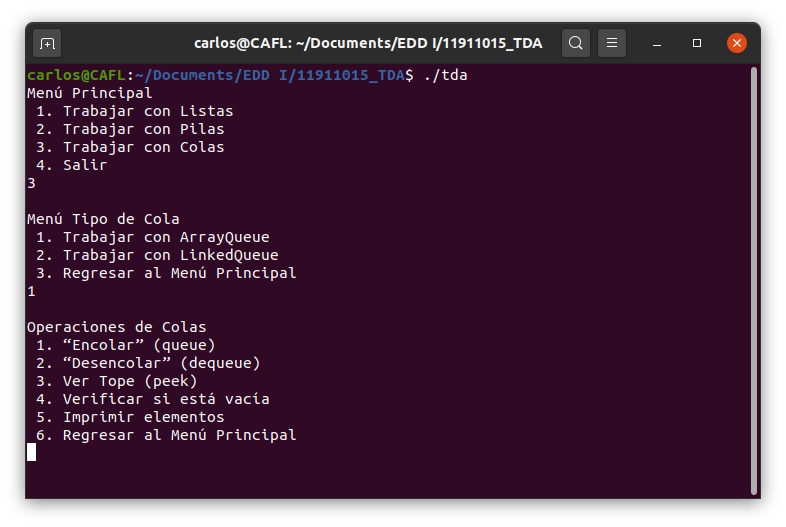 carlos@CAFL: ~/Documents/EDD I/11911015_TDA
carlos@CAFL:~/Documents/EDD I/11911015_TDA$ ./tda
Menú Principal
1. Trabajar con Listas
2. Trabajar con Pilas
3. Trabajar con Colas
4. Salir
3
Menú Tipo de Cola
1. Trabajar con ArrayQueue
2. Trabajar con LinkedQueue
3. Regresar al Menú Principal
1
Operaciones de Colas
1. “Encolar” (queue)
2. “Desencolar” (dequeue)
3. Ver Tope (peek)
4. Verificar si está vacía
5. Imprimir elementos
6. Regresar al Menú Principal